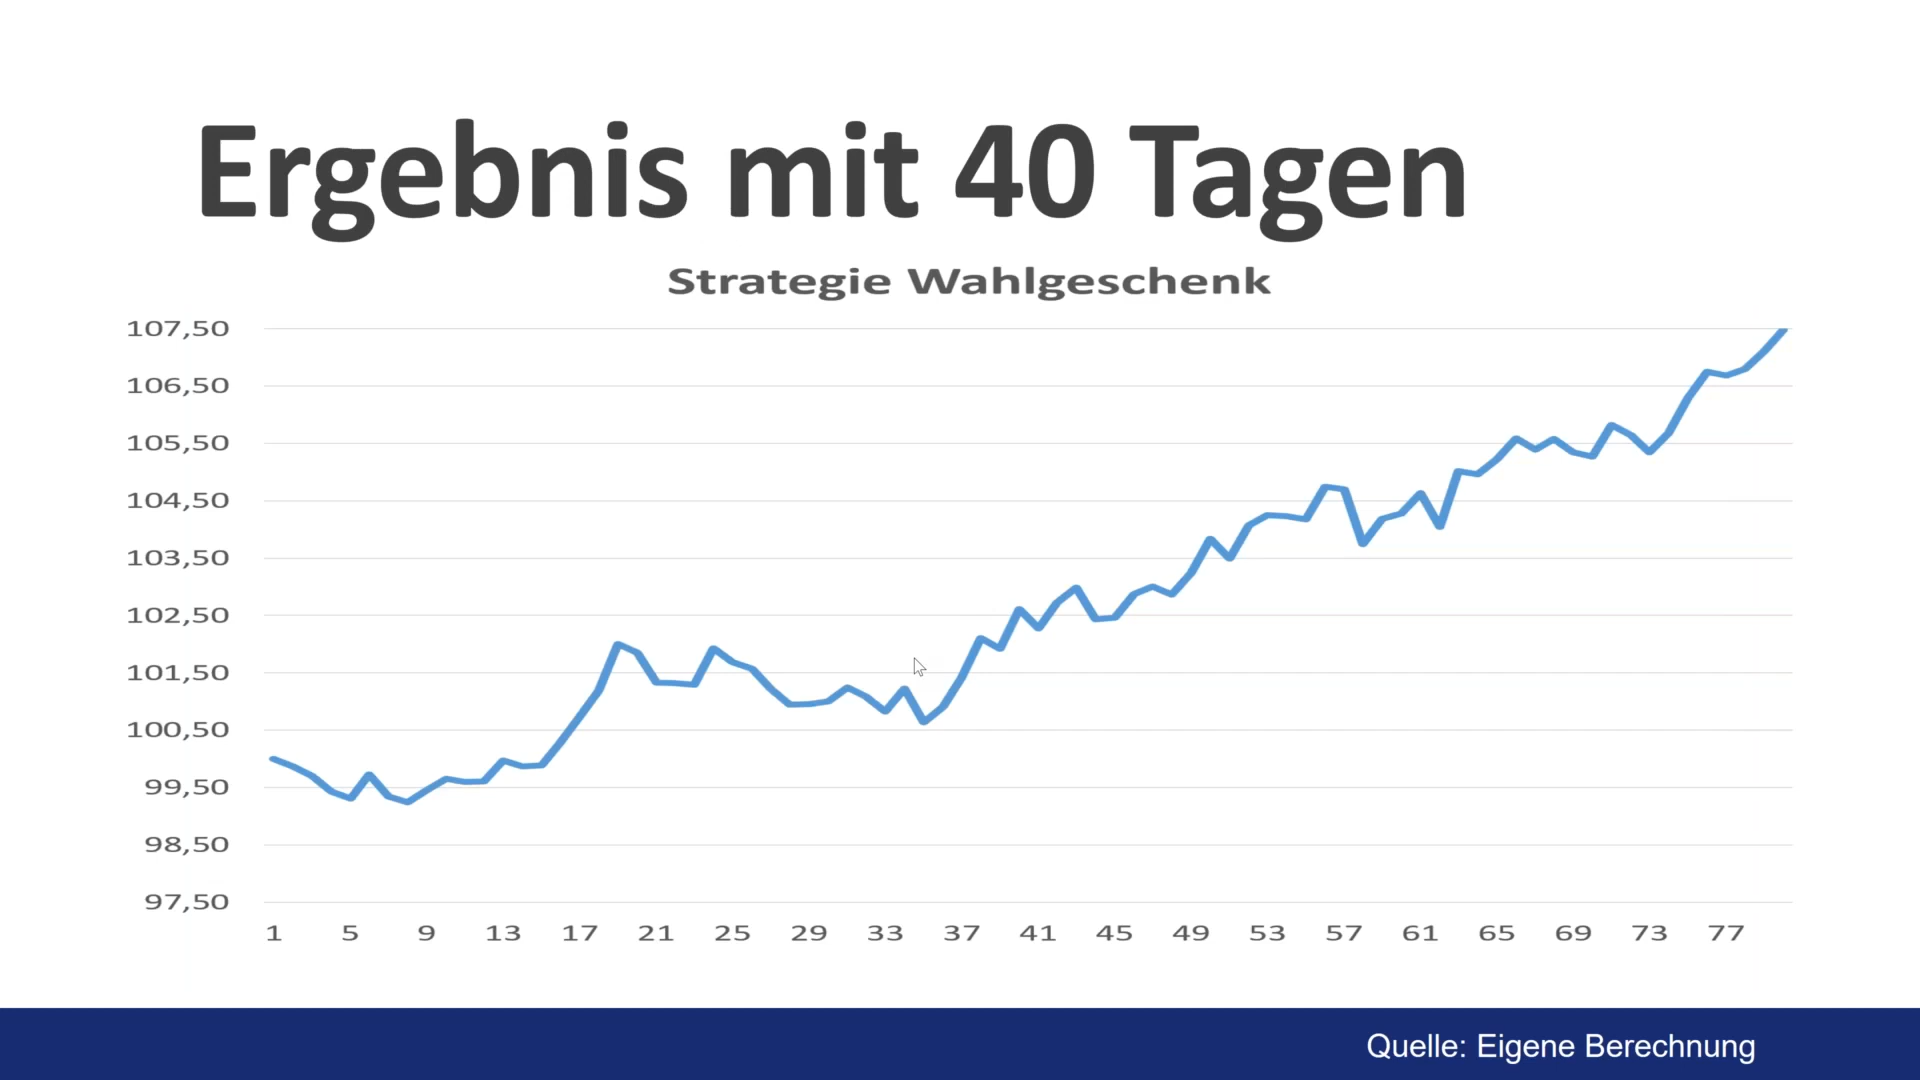 Ergebnis mit 40 Tagen
Strategie Wahlgeschenk
107,50
106,50
105,50
104,50
103,50
102,50
101,50
100,50
99,50
98,50
97,50
1 5 9 13 17 21 25 29 33 37 41 45 49 53 57 61 65 69 73 77
Quelle: Eigene Berechnung